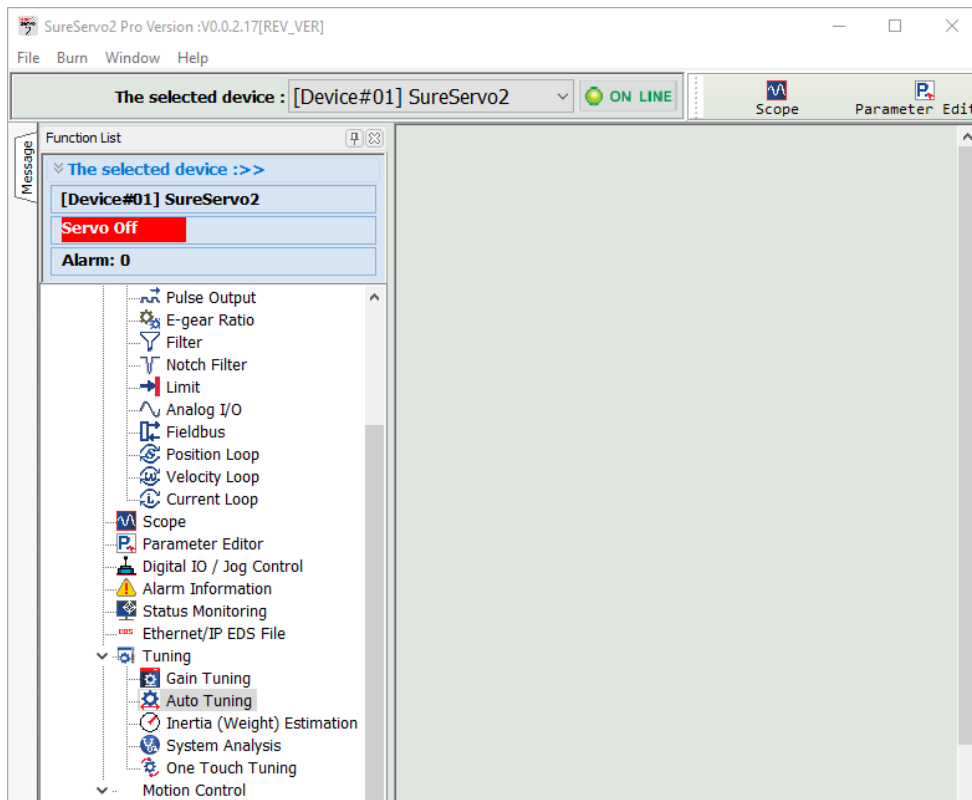 SureServo2 Pro Version :V0.0.2.17[REV_VER]
File Burn Window Help
The selected device : [Device#01] SureServo2 ON LINE
Scope
Parameter Edit
Message
Function List
The selected device :>>
[Device#01] SureServo2
Servo Off
Alarm: 0
Pulse Output
E-gear Ratio
Filter
Notch Filter
Limit
Analog I/O
Fieldbus
Position Loop
Velocity Loop
Current Loop
Scope
Parameter Editor
Digital IO / Jog Control
Alarm Information
Status Monitoring
EDS Ethernet/IP EDS File
Tuning
Gain Tuning
Auto Tuning
Inertia (Weight) Estimation
System Analysis
One Touch Tuning
Motion Control